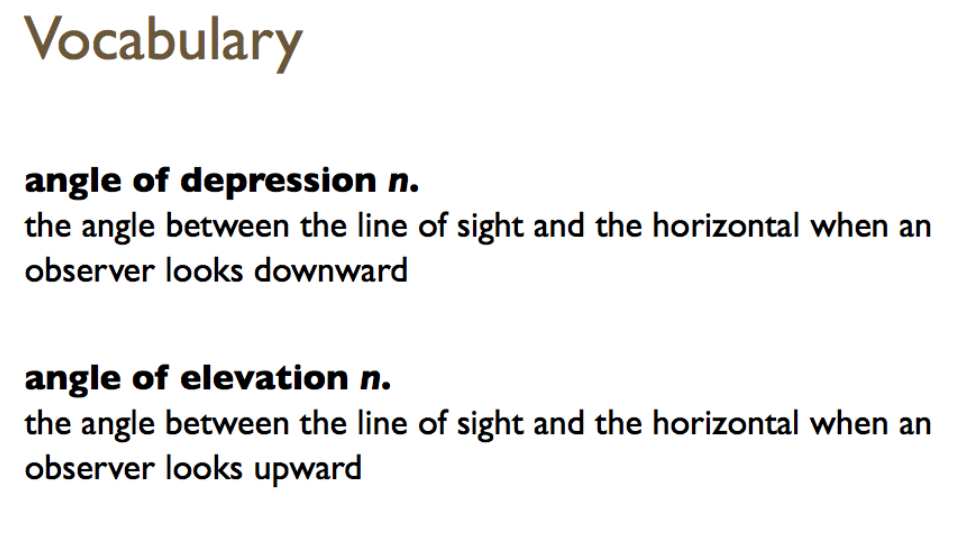 Vocabulary
angle of depression n.
the angle between the line of sight and the horizontal when an
observer looks downward
angle of elevation n.
the angle between the line of sight and the horizontal when an
observer looks upward